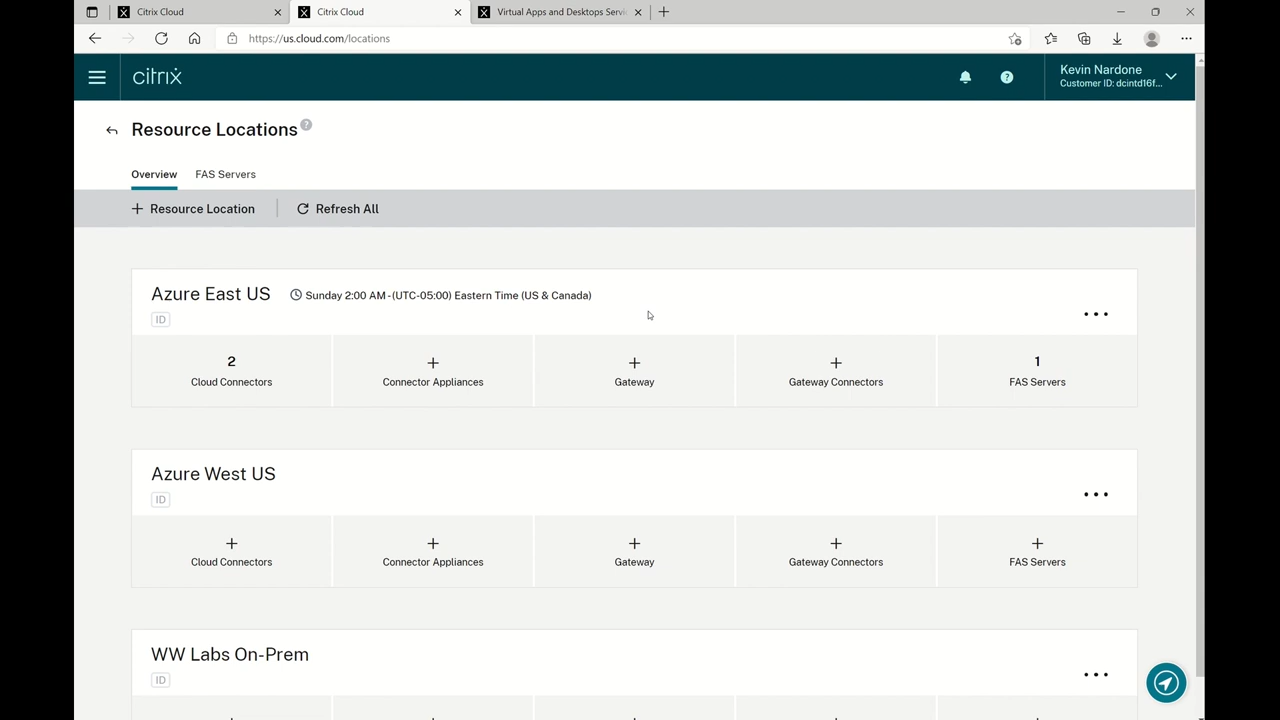 Citrix Cloud
Citrix Cloud
Virtual Apps and Desktops Servi
https://us.cloud.com/locations
citrix
Kevin Nardone
Customer ID: dcintd16f...
Resource Locations
Overview
FAS Servers
Resource Location
Refresh All
Azure East US
Sunday 2:00 AM - (UTC-05:00) Eastern Time (US & Canada)
ID
2
Cloud Connectors
+
Connector Appliances
+
Gateway
+
Gateway Connectors
1
FAS Servers
Azure West US
ID
+
Cloud Connectors
+
Connector Appliances
+
Gateway
+
Gateway Connectors
+
FAS Servers
WW Labs On-Prem
ID